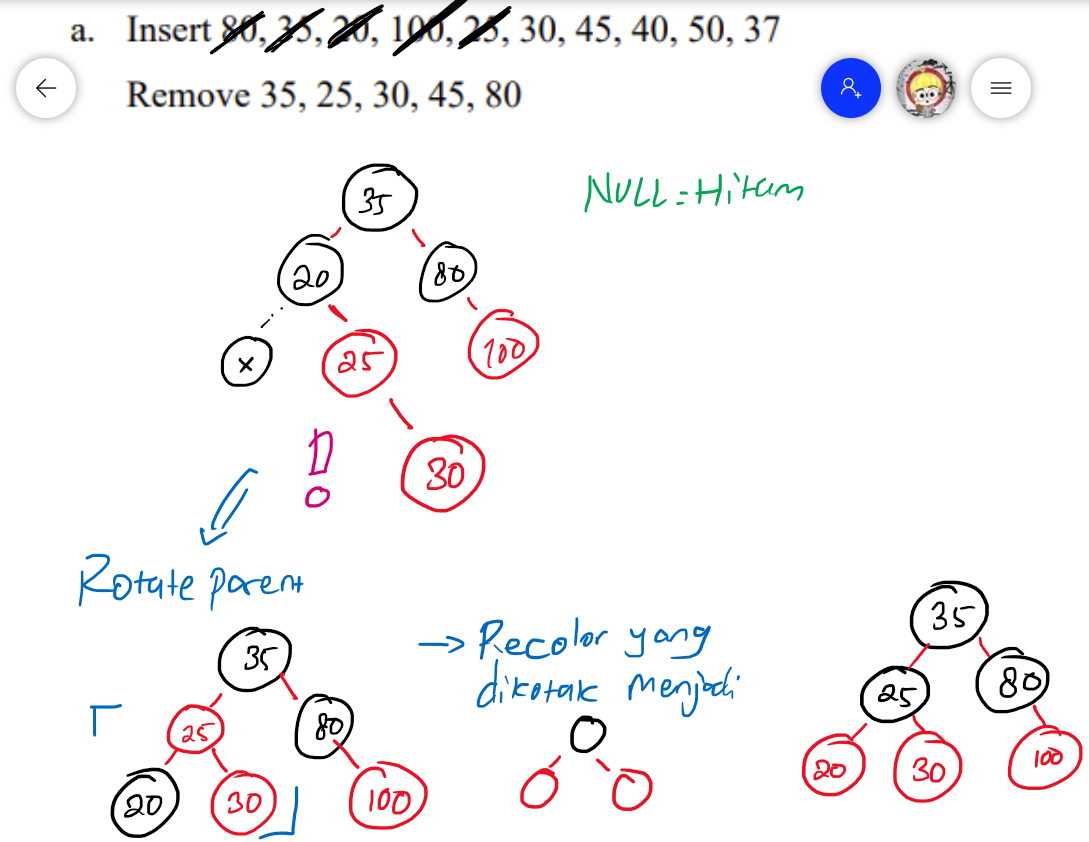 a. Insert 80, 35, 20, 100, 25, 30, 45, 40, 50, 37
Remove 35, 25, 30, 45, 80
NULL = Hitam
35
20 80
x 25 100
30
!
Rotate parent
→ Recolor yang
dikotak menjadi
35
25 80
20 30 100
35
25 80
20 30 100